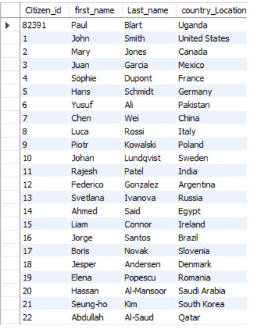 Citizen_id first_name Last_name country_Location
82391 Paul Blart Uganda
1 John Smith United States
2 Mary Jones Canada
3 Juan Garcia Mexico
4 Sophie Dupont France
5 Hans Schmidt Germany
6 Yusuf Ali Pakistan
7 Chen Wei China
8 Luca Rossi Italy
9 Piotr Kowalski Poland
10 Johan Lundqvist Sweden
11 Rajesh Patel India
12 Federico Gonzalez Argentina
13 Svetlana Ivanova Russia
14 Ahmed Said Egypt
15 Liam Connor Ireland
16 Jorge Santos Brazil
17 Boris Novak Slovenia
18 Jesper Andersen Denmark
19 Elena Popescu Romania
20 Hassan Al-Mansoor Saudi Arabia
21 Seung-ho Kim South Korea
22 Abdullah Al-Saud Qatar